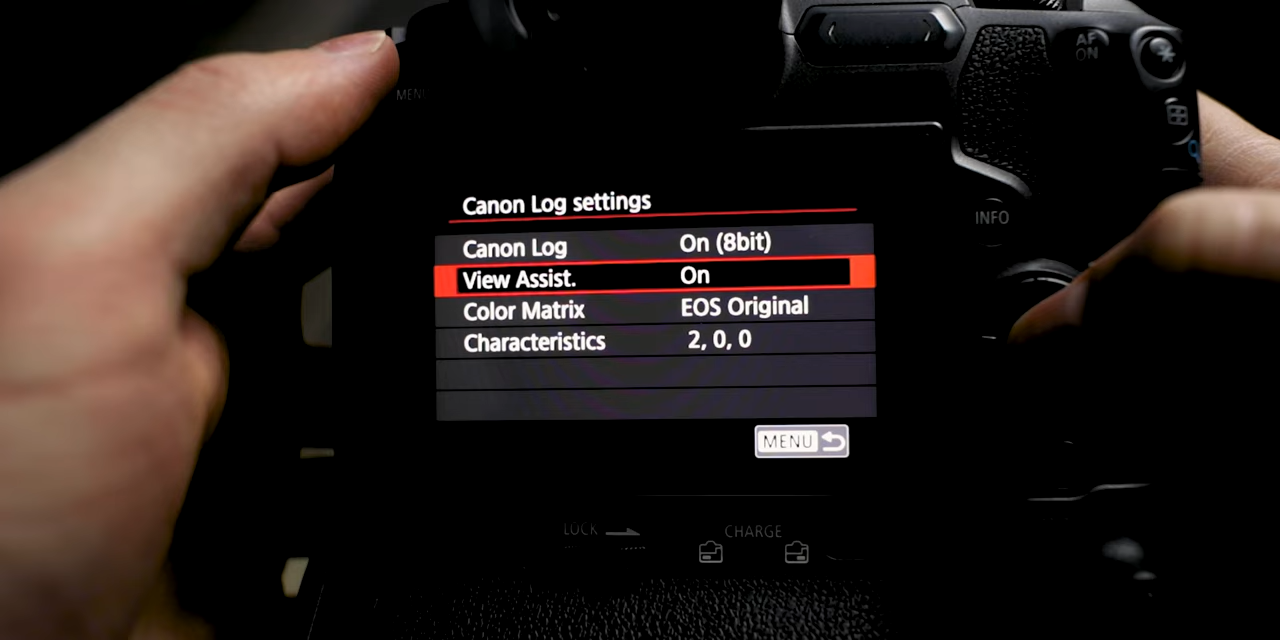 AF
ON
MENU
INFO
Canon Log settings
Canon Log On (8bit)
View Assist. On
Color Matrix EOS Original
Characteristics 2, 0, 0
MENU
LOCK
CHARGE